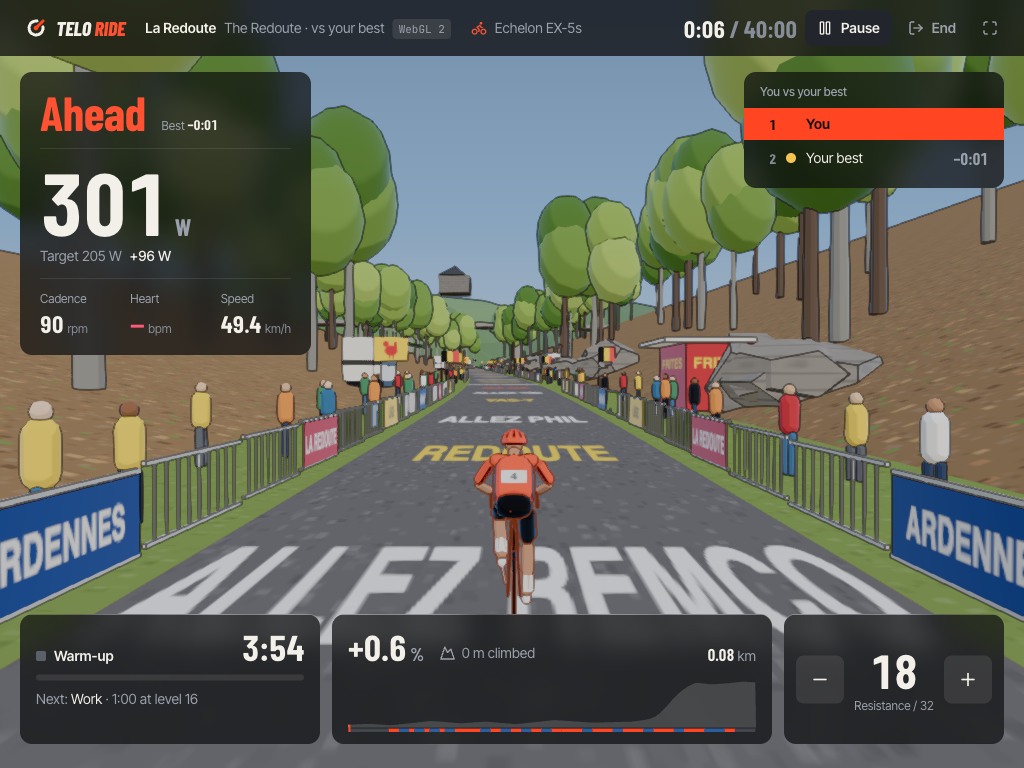 TELO RIDE La Redoute The Redoute · vs your best WebGL 2 Echelon EX-5s 0:06 / 40:00 Pause End
Ahead Best −0:01
301 W
Target 205 W +96 W
Cadence Heart Speed
90 rpm – bpm 49.4 km/h
You vs your best
1 You
2 Your best −0:01
FRITES
LA REDOUTE
LA REDOUTE
ALLEZ PHIL
REDOUTE
4
ALLEZ REMCO
ARDENNES
ARDENNE
Warm-up 3:54
Next: Work · 1:00 at level 16
+0.6 % 0 m climbed 0.08 km
− 18 +
Resistance / 32